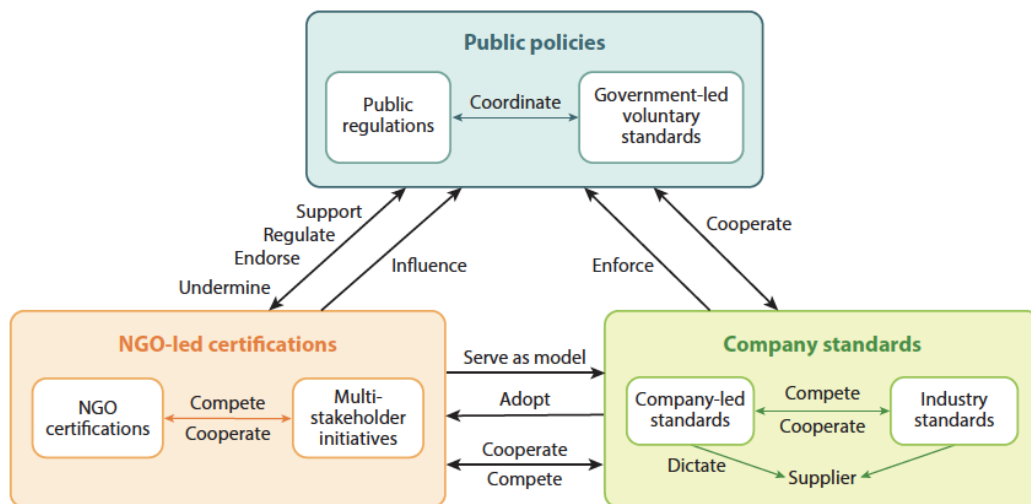 Public policies
Public
regulations
Coordinate
Government-led
voluntary
standards
Support
Regulate
Endorse
Undermine
Influence
Enforce
Cooperate
NGO-led certifications
NGO
certifications
Compete
Cooperate
Multi-
stakeholder
initiatives
Serve as model
Adopt
Cooperate
Compete
Company standards
Company-led
standards
Compete
Cooperate
Industry
standards
Dictate
Supplier